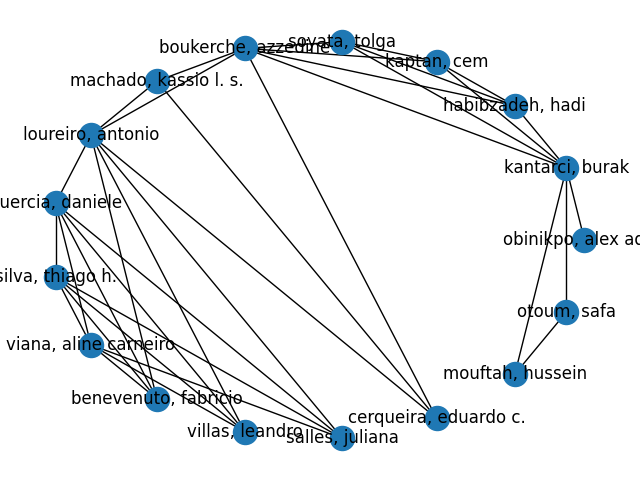 boukerche, azzedine
soyata, tolga
kaptan, cem
machado, kassio l. s.
habibzadeh, hadi
loureiro, antonio
kantarci, burak
uercia, daniele
obinikpo, alex ac
silva, thiago h.
otoum, safa
viana, aline carneiro
mouftah, hussein
benevenuto, fabricio
cerqueira, eduardo c.
villas, leandro
salles, juliana